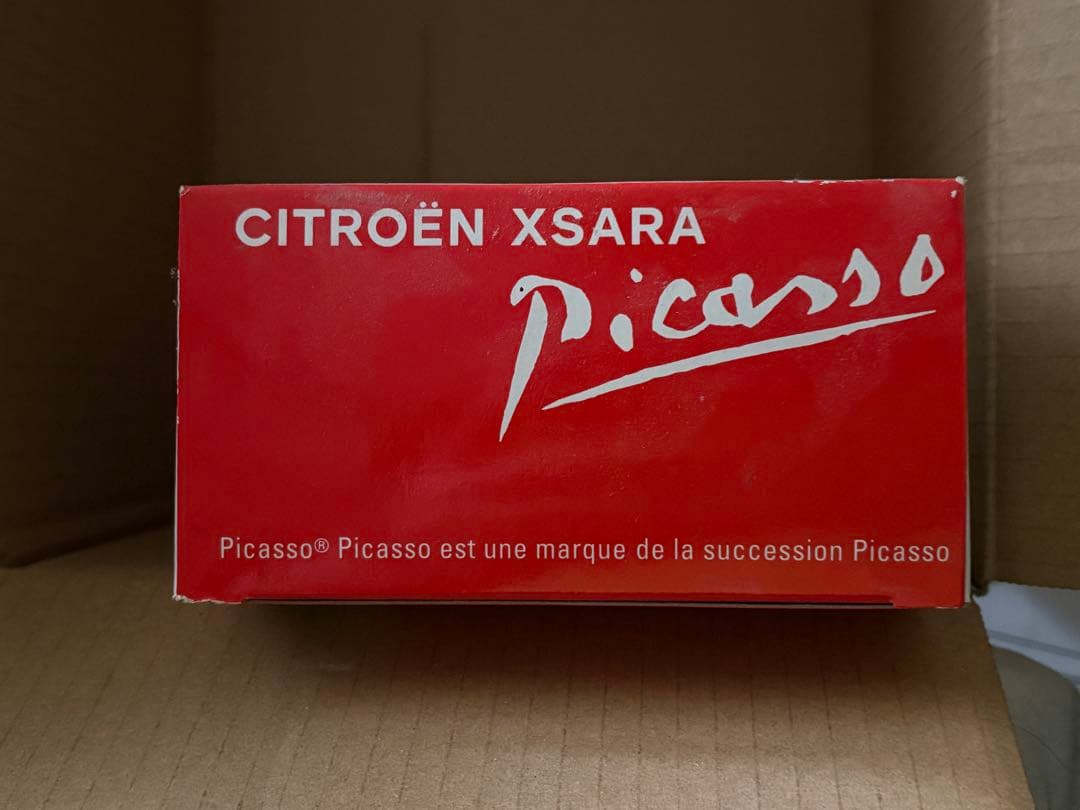 CITROËN XSARA
Picasso
Picasso® Picasso est une marque de la succession Picasso